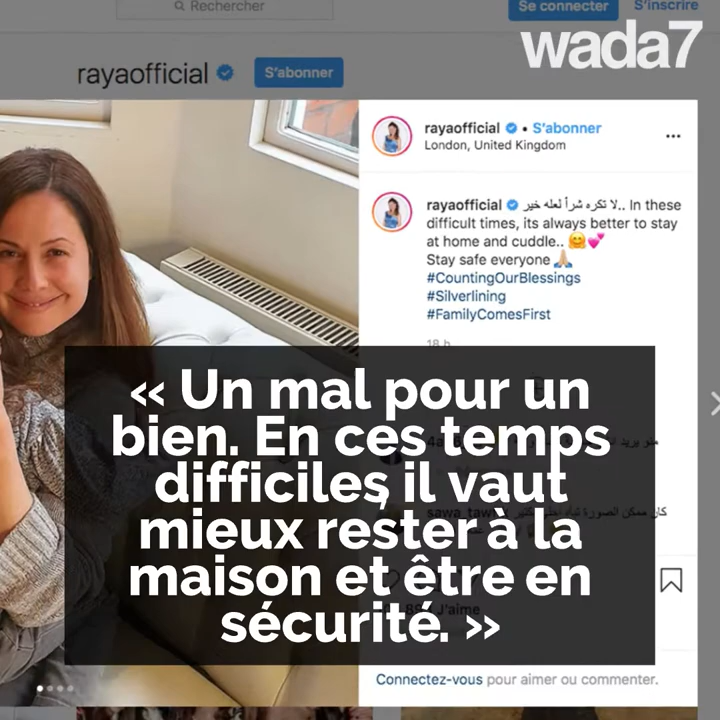 Rechercher
Se connecter
S'inscrire
wada7
rayaofficial
S'abonner
rayaofficial • S'abonner
London, United Kingdom
rayaofficial لا تكره شراً لعله خير.. In these
difficult times, its always better to stay
at home and cuddle.. 🤗💕
Stay safe everyone 🙏🏼
#CountingOurBlessings
#Silverlining
#FamilyComesFirst
18 h
« Un mal pour un
bien. En ces temps
difficiles, il vaut
mieux rester à la
maison et être en
sécurité. »
J'aime
Connectez-vous pour aimer ou commenter.